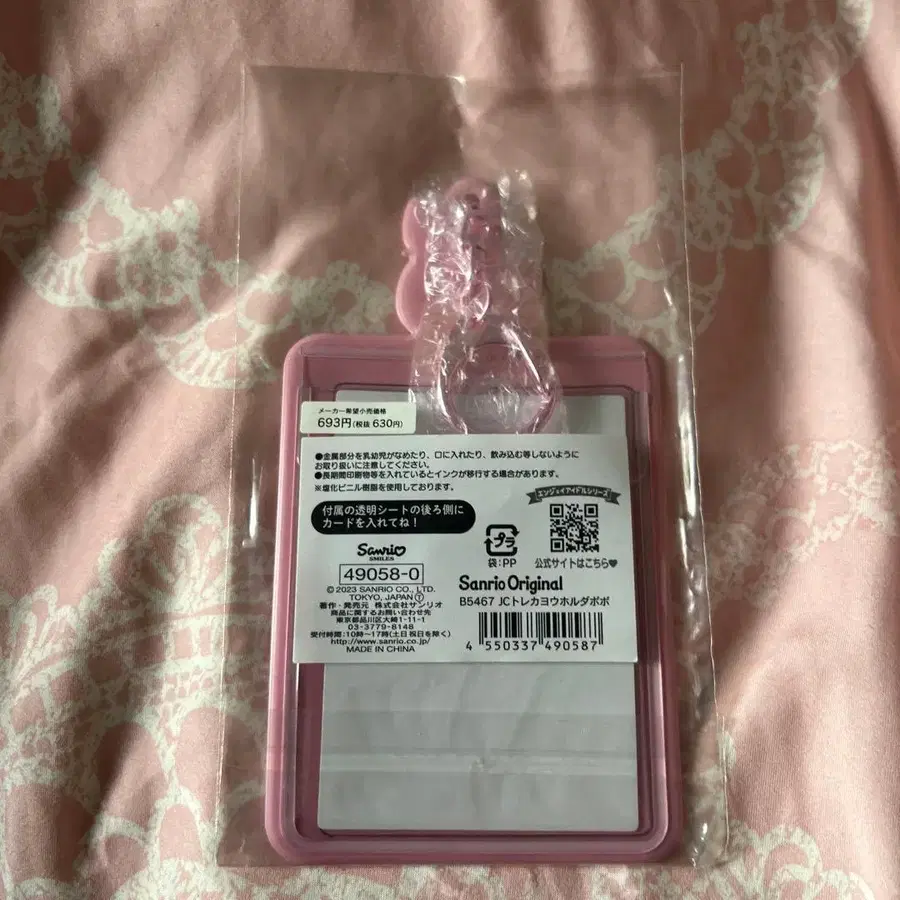 メーカー希望小売価格
693円(税抜 630円)
●金属部分を乳幼児がなめたり、口に入れたり、飲み込む等しないように
お取り扱いに注意してください。
●長期間印刷物等を入れているとインクが移行する場合があります。
※塩化ビニル樹脂を使用しております。
付属の透明シートの後ろ側に
カードを入れてね!
Sanrio
SMILES
49058-0
© 2023 SANRIO CO., LTD.
TOKYO, JAPAN Ⓣ
著作・発売元 株式会社サンリオ
商品に関するお問い合わせ先
東京都品川区大崎1-11-1
03-3779-8148
受付時間:10時〜17時(土日祝日を除く)
http://www.sanrio.co.jp/
MADE IN CHINA
プラ
袋:PP
エンジョイアイドルシリーズ
公式サイトはこちら♥
Sanrio Original
B5467 JCトレカヨウホルダポポ
4 550337 490587